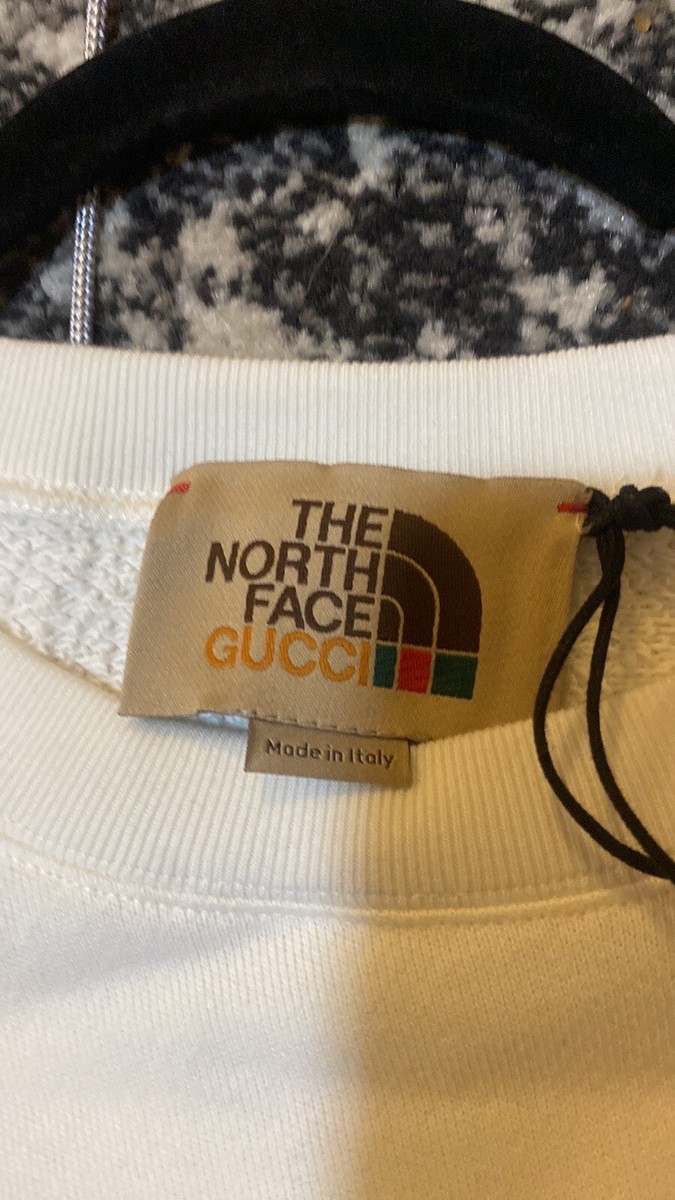 THE
NORTH
FACE
GUCCI
Made in Italy